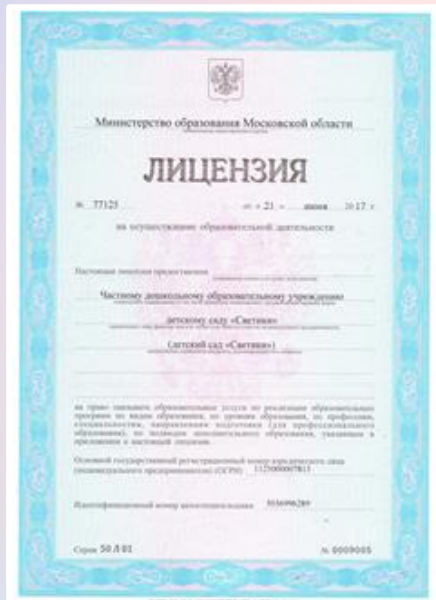 Министерство образования Московской области
ЛИЦЕНЗИЯ
№ 77125 от « 21 » июня 2017 г
на осуществление образовательной деятельности
Настоящая лицензия предоставлена
Частному дошкольному образовательному учреждению
детскому саду «Светики»
(детский сад «Светики»)
на право оказывать образовательные услуги по реализации образовательных
программ по видам образования, по уровням образования, по профессиям,
специальностям, направлениям подготовки (для профессионального
образования), по подвидам дополнительного образования, указанным в
приложении к настоящей лицензии
Основной государственный регистрационный номер юридического лица
(индивидуального предпринимателя) (ОГРН)
Идентификационный номер налогоплательщика
Серия 50 Л 01 № 0009005